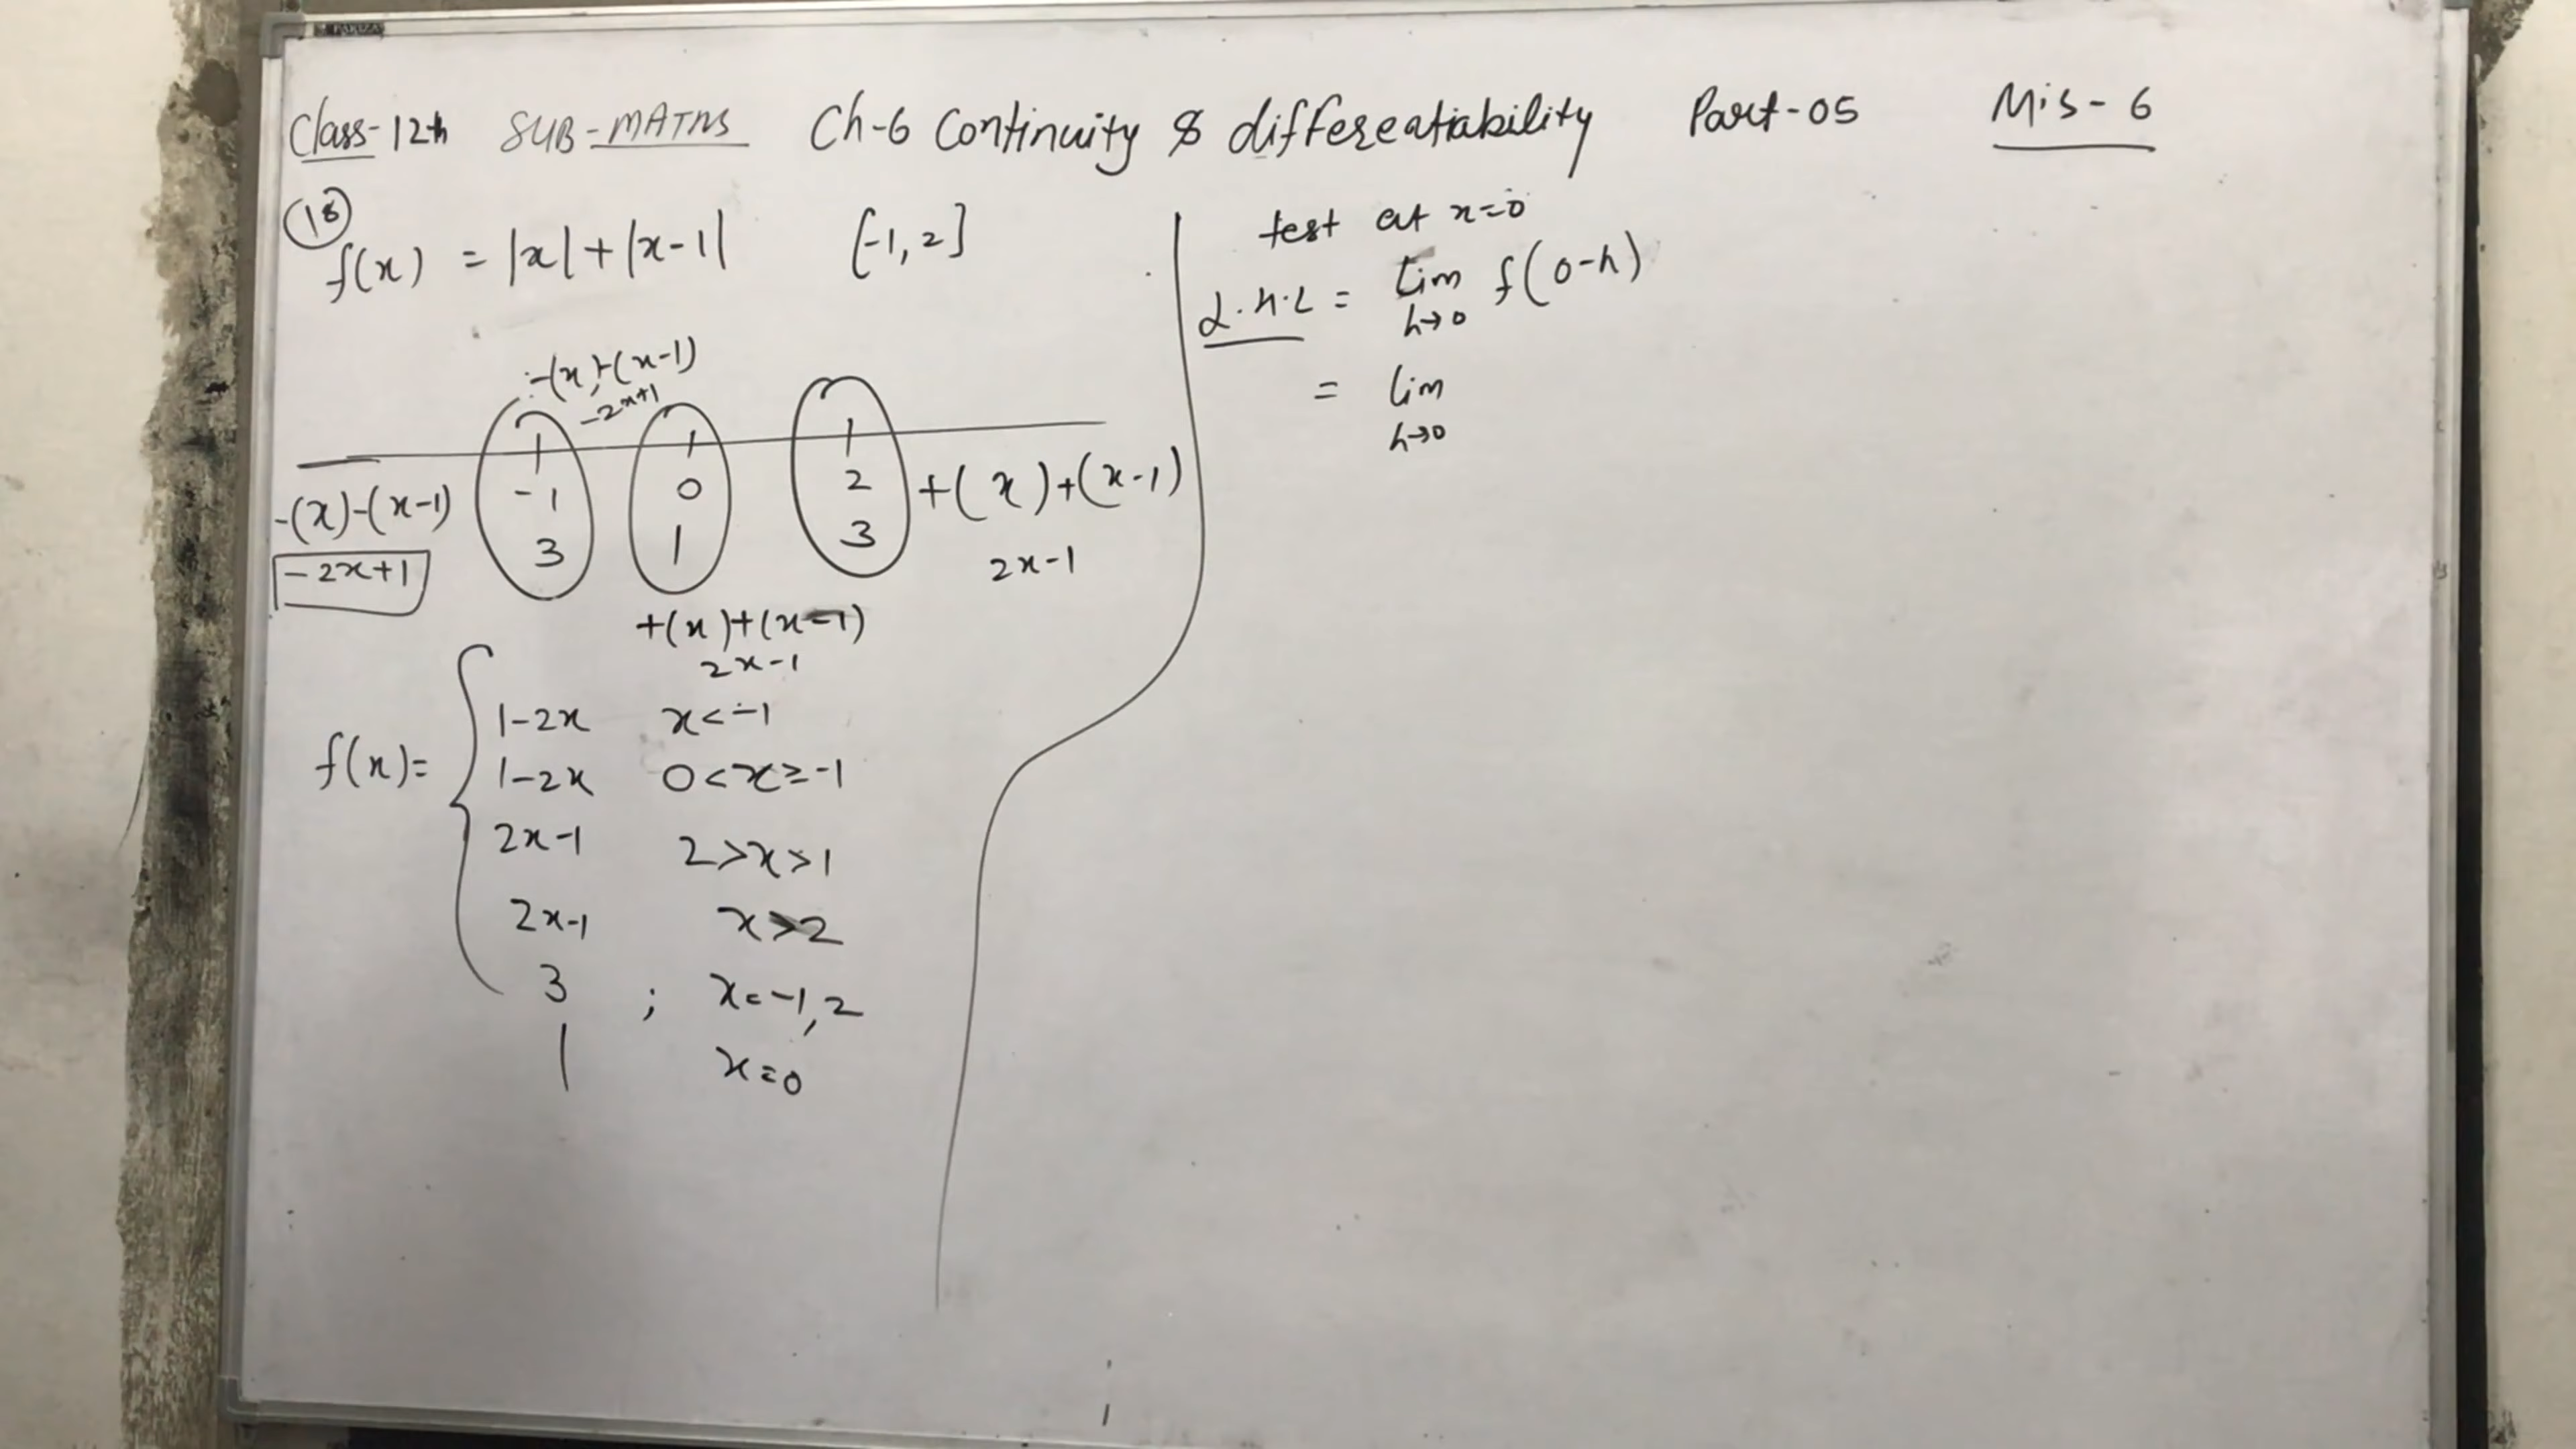 Class-12th SUB-MATHS Ch-6 Continuity & differeatiability Part-05 Mis-6
(18)
f(x) = |x|+|x-1| [-1, 2]
-(x)-(x-1)
-2x+1
-1 0 2
-(x)-(x-1) 3 1 3 +(x)+(x-1)
-2x+1 2x-1
+(x)+(x-1)
2x-1
f(x)= {
1-2x x<-1
1-2x 0<x≥-1
2x-1 2>x>1
2x-1 x>2
3 ; x=-1,2
1 x=0
test at x=0
L.H.L = lim f(0-h)
h→0
= lim
h→0